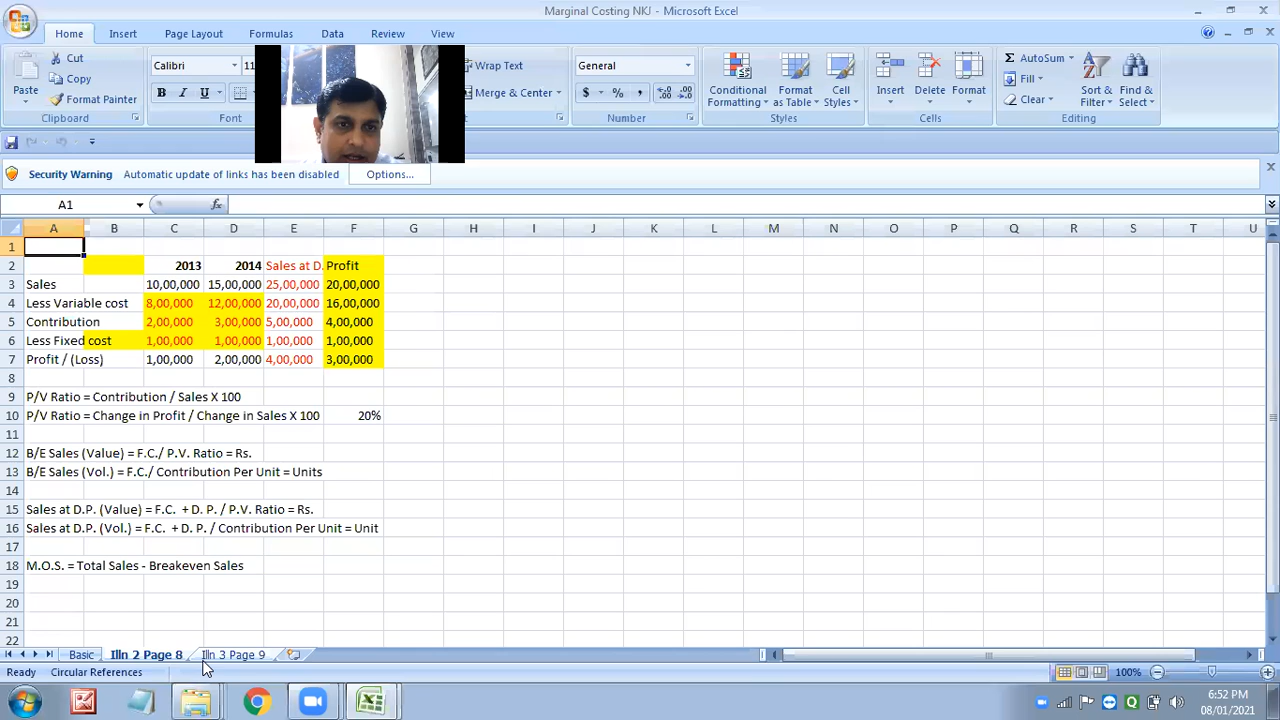 Marginal Costing NKJ - Microsoft Excel
Home Insert Page Layout Formulas Data Review View
Cut
Copy
Format Painter
Paste
Clipboard
Calibri 11
B I U
Font
Wrap Text
Merge & Center
General
$ % ,
Number
Conditional Formatting
Format as Table
Cell Styles
Styles
Insert Delete Format
Cells
AutoSum
Fill
Clear
Sort & Filter
Find & Select
Editing
Security Warning Automatic update of links has been disabled Options...
A1 fx
A B C D E F G H I J K L M N O P Q R S T U
1
2 2013 2014 Sales at D. Profit
3 Sales 10,00,000 15,00,000 25,00,000 20,00,000
4 Less Variable cost 8,00,000 12,00,000 20,00,000 16,00,000
5 Contribution 2,00,000 3,00,000 5,00,000 4,00,000
6 Less Fixed cost 1,00,000 1,00,000 1,00,000 1,00,000
7 Profit / (Loss) 1,00,000 2,00,000 4,00,000 3,00,000
8
9 P/V Ratio = Contribution / Sales X 100
10 P/V Ratio = Change in Profit / Change in Sales X 100 20%
11
12 B/E Sales (Value) = F.C./ P.V. Ratio = Rs.
13 B/E Sales (Vol.) = F.C./ Contribution Per Unit = Units
14
15 Sales at D.P. (Value) = F.C. + D. P. / P.V. Ratio = Rs.
16 Sales at D.P. (Vol.) = F.C. + D. P. / Contribution Per Unit = Unit
17
18 M.O.S. = Total Sales - Breakeven Sales
19
20
21
22
Basic Illn 2 Page 8 Illn 3 Page 9
Ready Circular References 100%
6:52 PM
08/01/2021